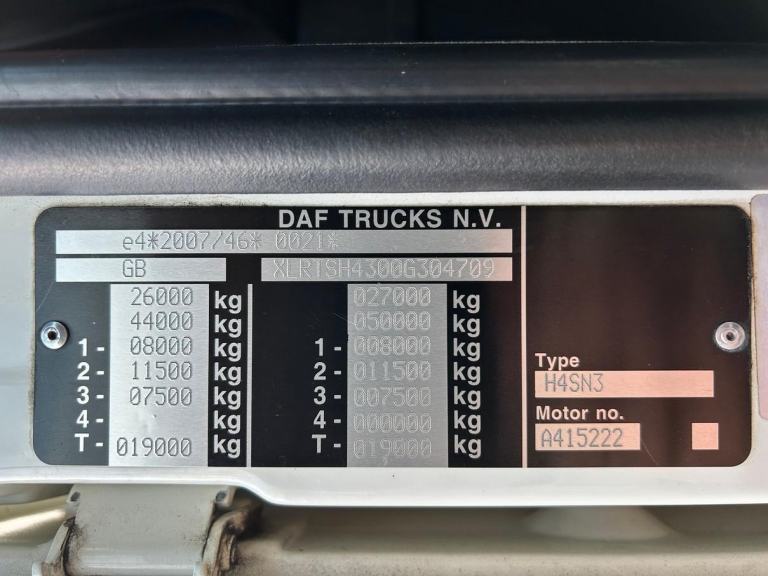 DAF TRUCKS N.V.
e4*2007/46* 0021*
GB XLRTSH4300G304709
26000 kg 027000 kg
44000 kg 050000 kg
1- 08000 kg 1- 008000 kg
2- 11500 kg 2- 011500 kg
3- 07500 kg 3- 007500 kg
4- kg 4- 000000 kg
T- 019000 kg T- 019000 kg
Type
H4SN3
Motor no.
A415222